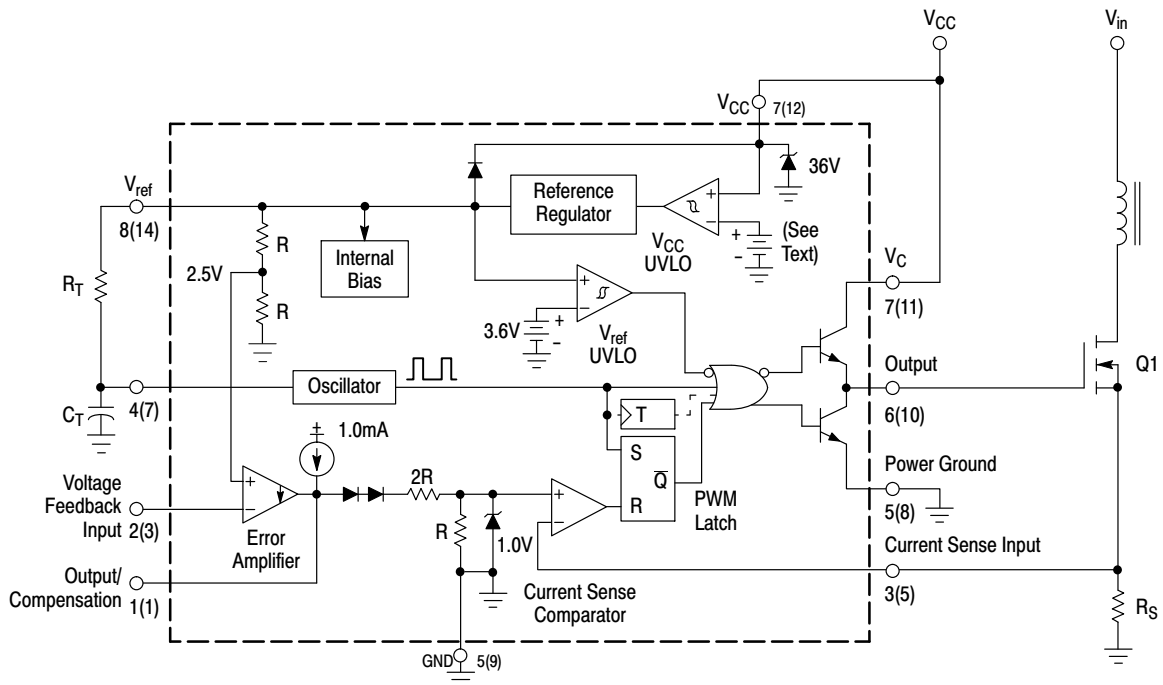 VCC
Vin
VCC 7(12)
36V
Vref
8(14)
Reference
Regulator
+
−
VCC
UVLO
+
−
(See
Text)
R
Internal
Bias
2.5V
R
RT
3.6V
+
−
+
−
Vref
UVLO
VC
7(11)
Output
6(10)
Q1
Oscillator
4(7)
CT
T
1.0mA
+
−
S
Q
R
PWM
Latch
Power Ground
5(8)
Voltage
Feedback
Input 2(3)
+
−
Error
Amplifier
2R
R
1.0V
+
−
Current Sense
Comparator
Current Sense Input
3(5)
Output/
Compensation 1(1)
RS
GND 5(9)